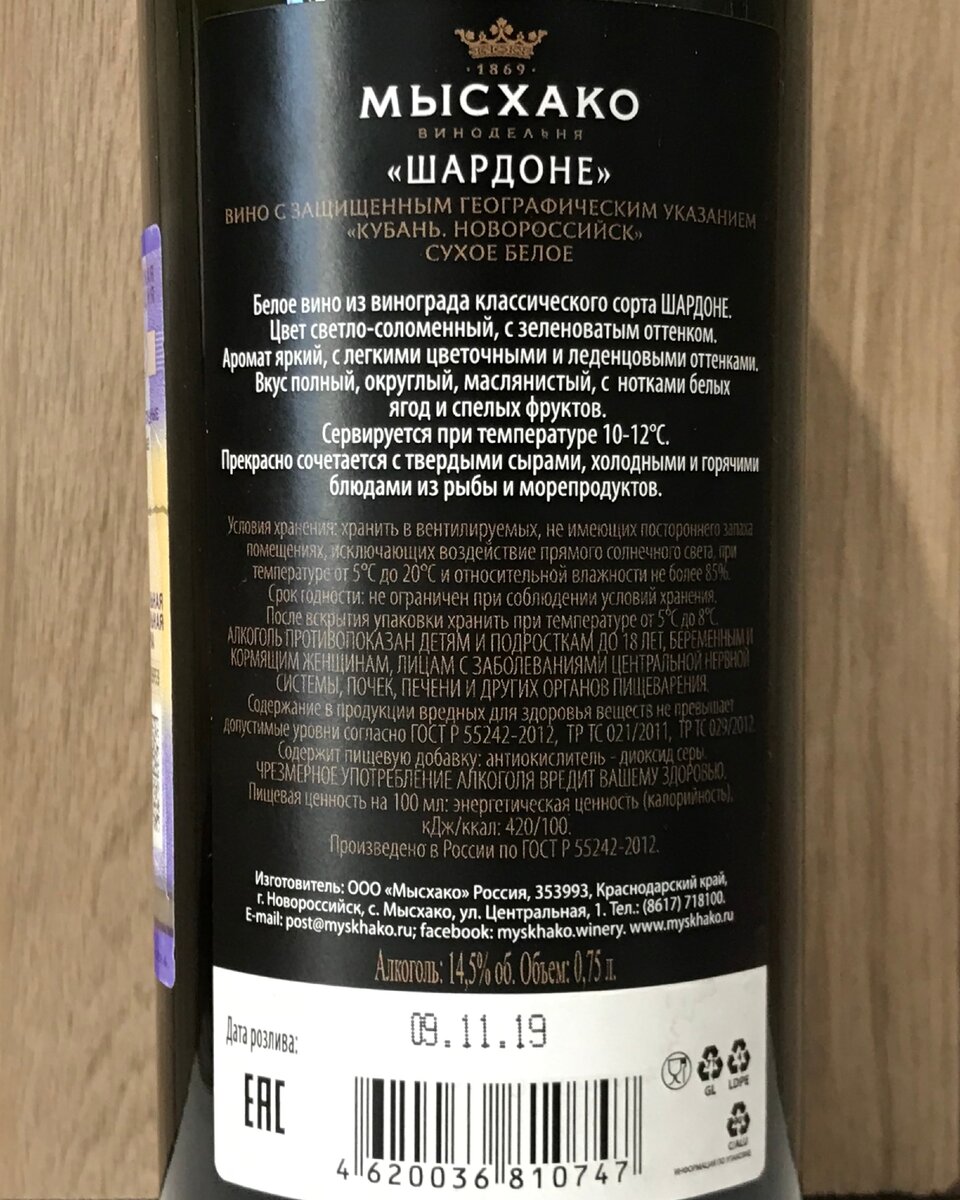 · 1869 ·
МЫСХАКО
ВИНОДЕЛЬНЯ
«ШАРДОНЕ»
ВИНО С ЗАЩИЩЕННЫМ ГЕОГРАФИЧЕСКИМ УКАЗАНИЕМ
«КУБАНЬ. НОВОРОССИЙСК»
СУХОЕ БЕЛОЕ
Белое вино из винограда классического сорта ШАРДОНЕ.
Цвет светло-соломенный, с зеленоватым оттенком.
Аромат яркий, с легкими цветочными и леденцовыми оттенками.
Вкус полный, округлый, маслянистый, с нотками белых
ягод и спелых фруктов.
Сервируется при температуре 10-12°С.
Прекрасно сочетается с твердыми сырами, холодными и горячими
блюдами из рыбы и морепродуктов.
Условия хранения: хранить в вентилируемых, не имеющих постороннего запаха
помещениях, исключающих воздействие прямого солнечного света, при
температуре от 5°С до 20°С и относительной влажности не более 85%.
Срок годности: не ограничен при соблюдении условий хранения.
После вскрытия упаковки хранить при температуре от 5°С до 8°С.
АЛКОГОЛЬ ПРОТИВОПОКАЗАН ДЕТЯМ И ПОДРОСТКАМ ДО 18 ЛЕТ, БЕРЕМЕННЫМ И
КОРМЯЩИМ ЖЕНЩИНАМ, ЛИЦАМ С ЗАБОЛЕВАНИЯМИ ЦЕНТРАЛЬНОЙ НЕРВНОЙ
СИСТЕМЫ, ПОЧЕК, ПЕЧЕНИ И ДРУГИХ ОРГАНОВ ПИЩЕВАРЕНИЯ.
Содержание в продукции вредных для здоровья веществ не превышает
допустимые уровни согласно ГОСТ Р 55242-2012, ТР ТС 021/2011, ТР ТС 029/2012.
Содержит пищевую добавку: антиокислитель - диоксид серы.
ЧРЕЗМЕРНОЕ УПОТРЕБЛЕНИЕ АЛКОГОЛЯ ВРЕДИТ ВАШЕМУ ЗДОРОВЬЮ.
Пищевая ценность на 100 мл: энергетическая ценность (калорийность),
кДж/ккал: 420/100.
Произведено в России по ГОСТ Р 55242-2012.
Изготовитель: ООО «Мысхако» Россия, 353993, Краснодарский край,
г. Новороссийск, с. Мысхако, ул. Центральная, 1. Тел.: (8617) 718100.
E-mail: post@myskhako.ru; facebook: myskhako.winery. www.myskhako.ru
Алкоголь: 14,5% об. Объем: 0,75 л.
Дата розлива: 09.11.19
EAC
GL LDPE
C/ALU
ИНФОРМАЦИЯ ПО УПАКОВКЕ
4 620036 810747